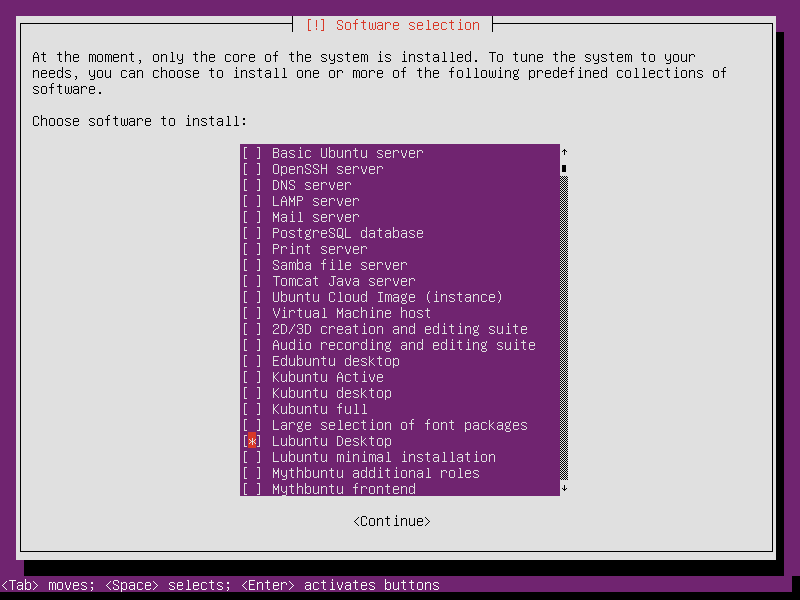 [!] Software selection
At the moment, only the core of the system is installed. To tune the system to your
needs, you can choose to install one or more of the following predefined collections of
software.
Choose software to install:
[ ] Basic Ubuntu server
[ ] OpenSSH server
[ ] DNS server
[ ] LAMP server
[ ] Mail server
[ ] PostgreSQL database
[ ] Print server
[ ] Samba file server
[ ] Tomcat Java server
[ ] Ubuntu Cloud Image (instance)
[ ] Virtual Machine host
[ ] 2D/3D creation and editing suite
[ ] Audio recording and editing suite
[ ] Edubuntu desktop
[ ] Kubuntu Active
[ ] Kubuntu desktop
[ ] Kubuntu full
[ ] Large selection of font packages
[*] Lubuntu Desktop
[ ] Lubuntu minimal installation
[ ] Mythbuntu additional roles
[ ] Mythbuntu frontend
<Continue>
<Tab> moves; <Space> selects; <Enter> activates buttons